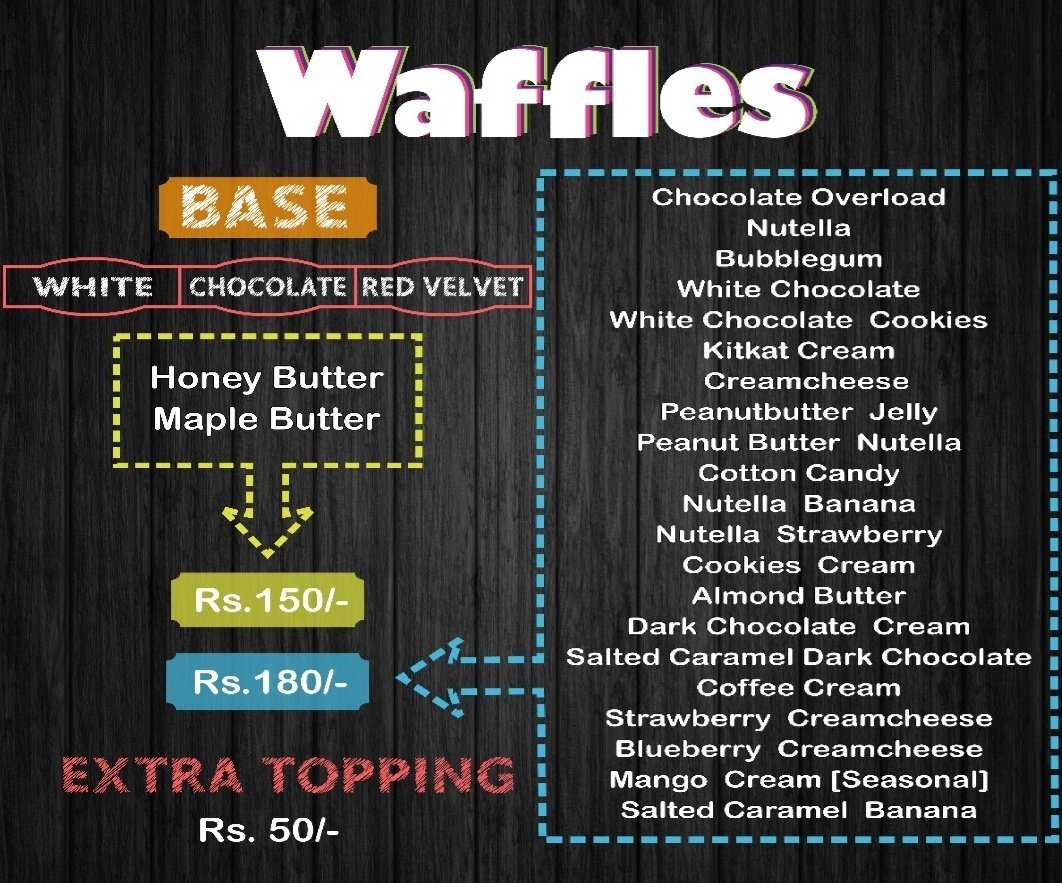 Waffles
BASE
WHITE CHOCOLATE RED VELVET
Honey Butter
Maple Butter
Rs.150/-
Rs.180/-
EXTRA TOPPING
Rs. 50/-
Chocolate Overload
Nutella
Bubblegum
White Chocolate
White Chocolate Cookies
Kitkat Cream
Creamcheese
Peanutbutter Jelly
Peanut Butter Nutella
Cotton Candy
Nutella Banana
Nutella Strawberry
Cookies Cream
Almond Butter
Dark Chocolate Cream
Salted Caramel Dark Chocolate
Coffee Cream
Strawberry Creamcheese
Blueberry Creamcheese
Mango Cream [Seasonal]
Salted Caramel Banana